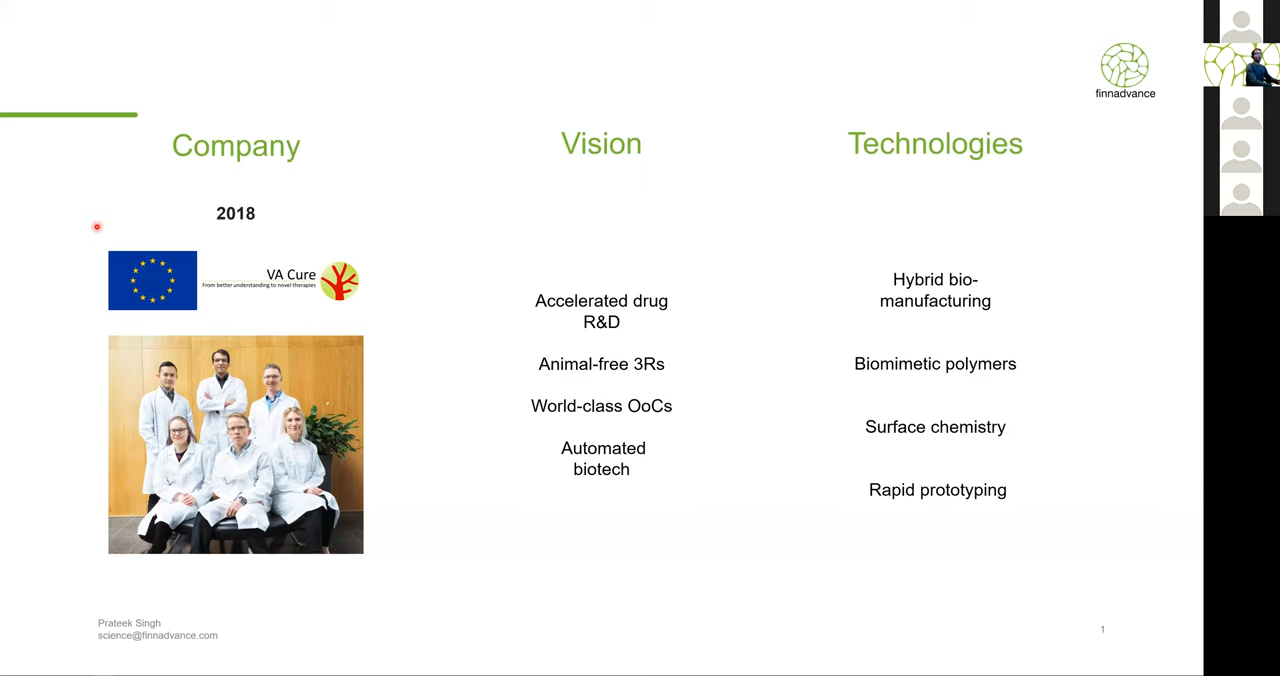 finnadvance
Company
2018
VA Cure
From better understanding to novel therapies
Vision
Accelerated drug
R&D
Animal-free 3Rs
World-class OoCs
Automated
biotech
Technologies
Hybrid bio-
manufacturing
Biomimetic polymers
Surface chemistry
Rapid prototyping
Prateek Singh
science@finnadvance.com
1